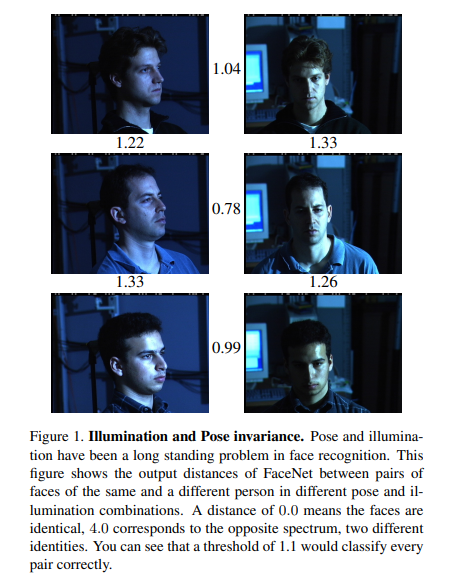 1.04
1.22 1.33
0.78
1.33 1.26
0.99
Figure 1. Illumination and Pose invariance. Pose and illumina-
tion have been a long standing problem in face recognition. This
figure shows the output distances of FaceNet between pairs of
faces of the same and a different person in different pose and il-
lumination combinations. A distance of 0.0 means the faces are
identical, 4.0 corresponds to the opposite spectrum, two different
identities. You can see that a threshold of 1.1 would classify every
pair correctly.